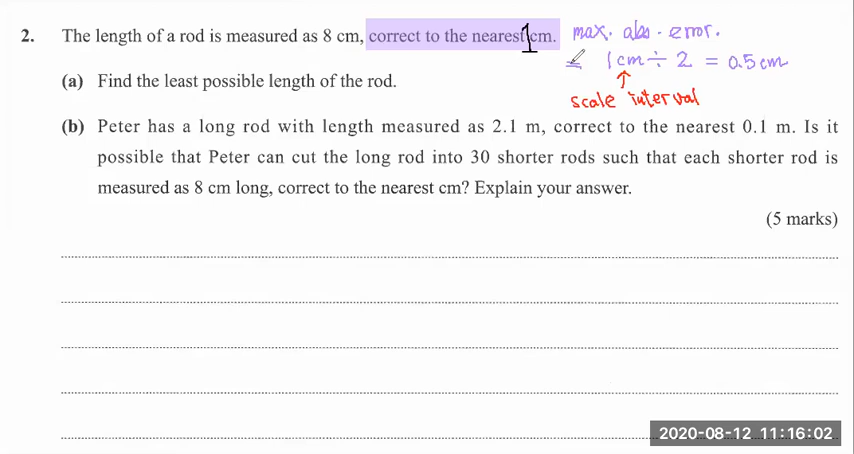 2. The length of a rod is measured as 8 cm, correct to the nearest 1 cm. max. abs. error.
= 1 cm ÷ 2 = 0.5 cm
(a) Find the least possible length of the rod.
↑
scale interval
(b) Peter has a long rod with length measured as 2.1 m, correct to the nearest 0.1 m. Is it
possible that Peter can cut the long rod into 30 shorter rods such that each shorter rod is
measured as 8 cm long, correct to the nearest cm? Explain your answer.
(5 marks)
2020-08-12 11:16:02